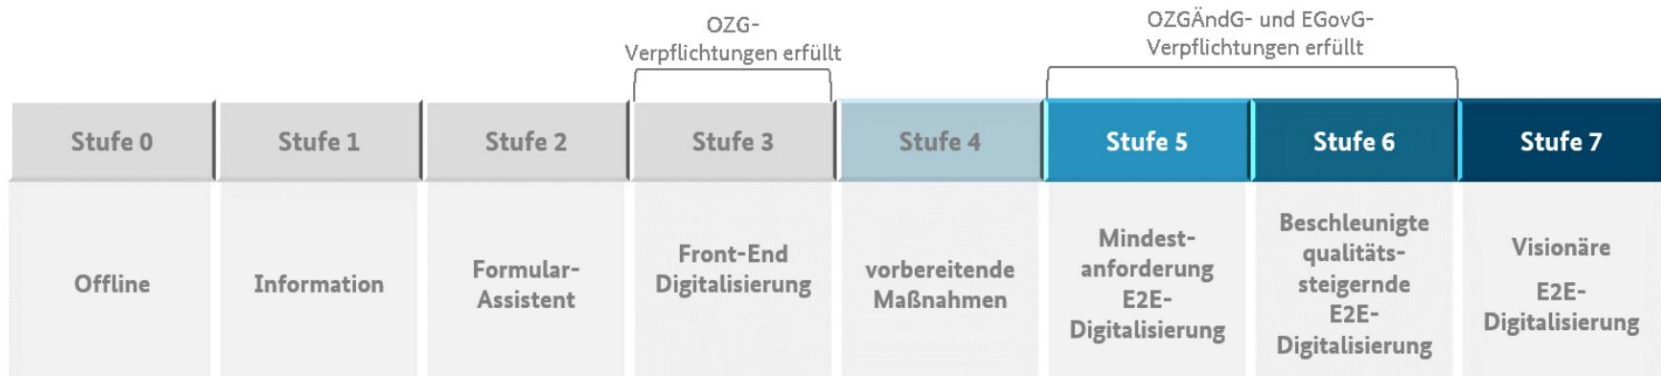 OZG-
Verpflichtungen erfüllt
OZGÄndG- und EGovG-
Verpflichtungen erfüllt
Stufe 0
Stufe 1
Stufe 2
Stufe 3
Stufe 4
Stufe 5
Stufe 6
Stufe 7
Offline
Information
Formular-
Assistent
Front-End
Digitalisierung
vorbereitende
Maßnahmen
Mindest-
anforderung
E2E-
Digitalisierung
Beschleunigte
qualitäts-
steigernde
E2E-
Digitalisierung
Visionäre
E2E-
Digitalisierung